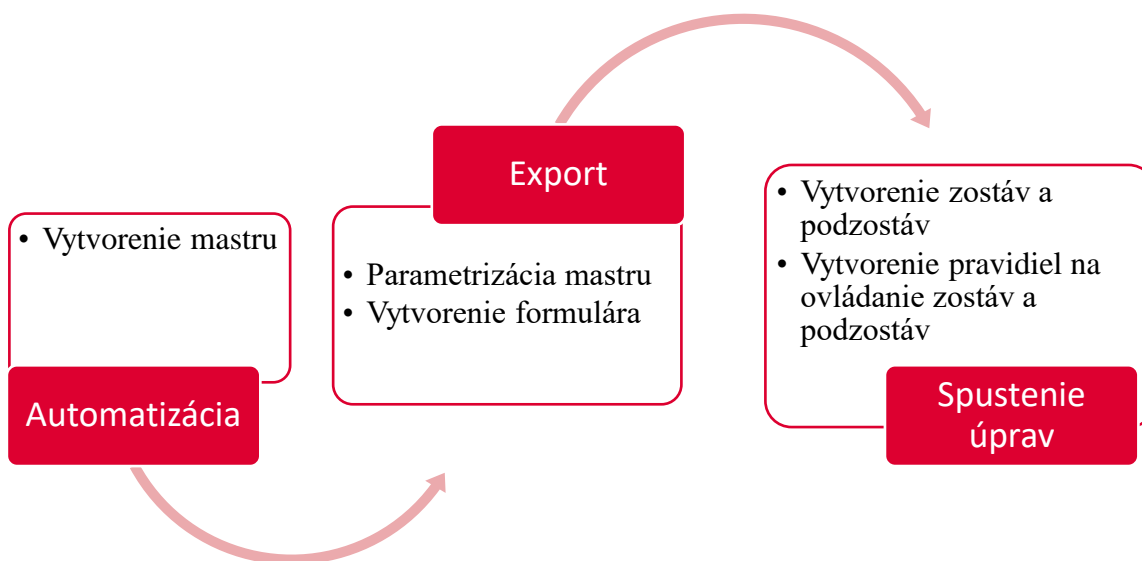 • Vytvorenie mastru
Automatizácia
Export
• Parametrizácia mastru
• Vytvorenie formulára
• Vytvorenie zostáv a
podzostáv
• Vytvorenie pravidiel na
ovládanie zostáv a
podzostáv
Spustenie
úprav